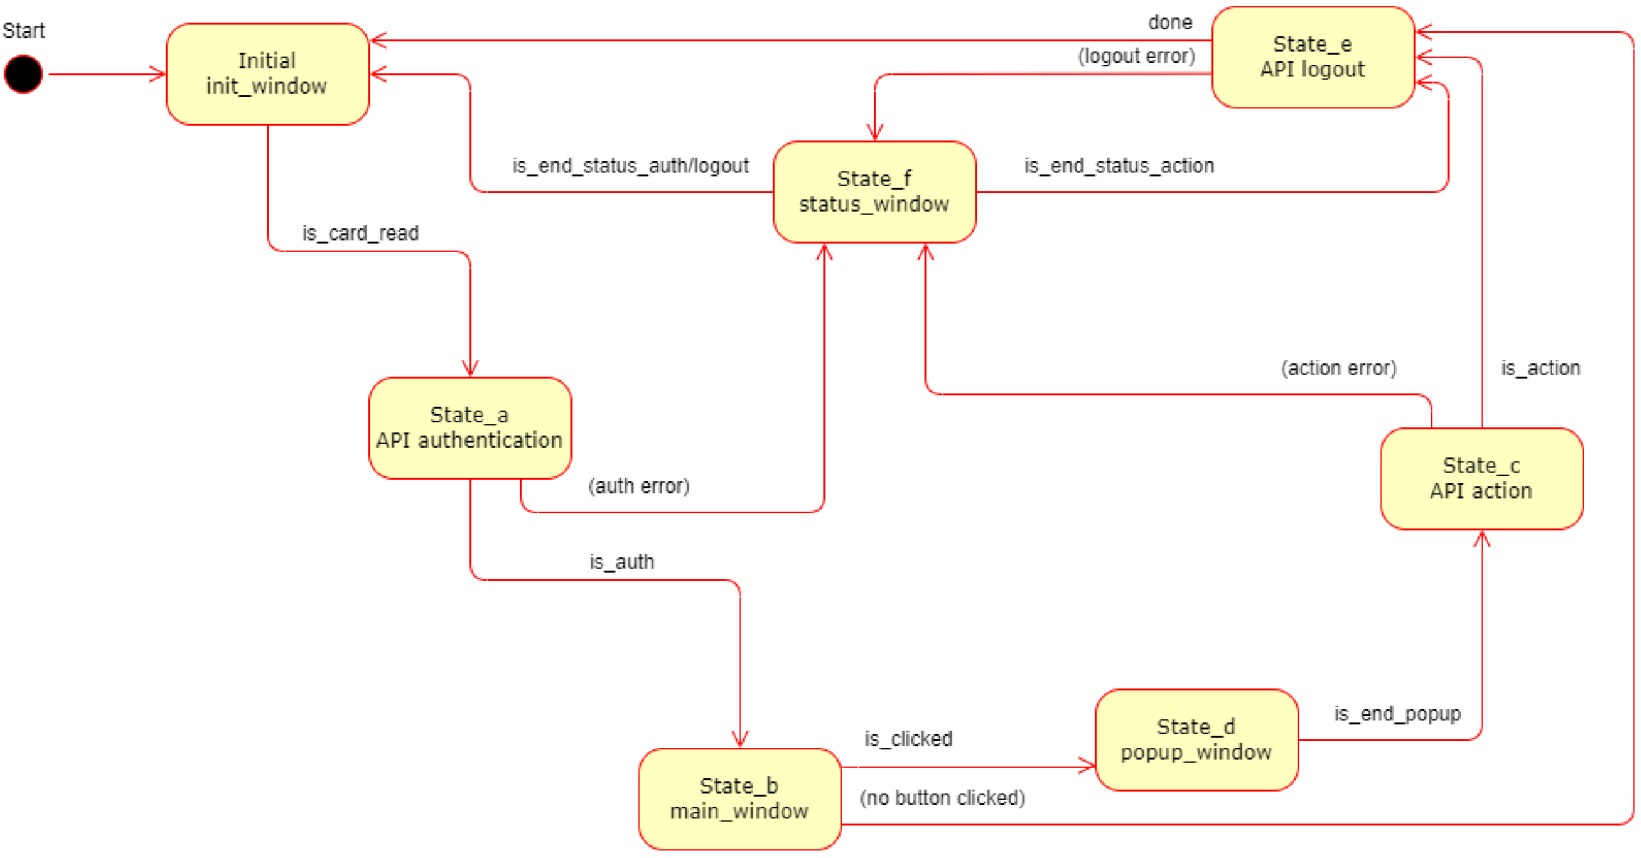 Start
Initial
init_window
done
(logout error)
State_e
API logout
is_end_status_auth/logout
State_f
status_window
is_end_status_action
is_card_read
(action error)
is_action
State_a
API authentication
(auth error)
State_c
API action
is_auth
is_clicked
State_d
popup_window
is_end_popup
State_b
main_window
(no button clicked)